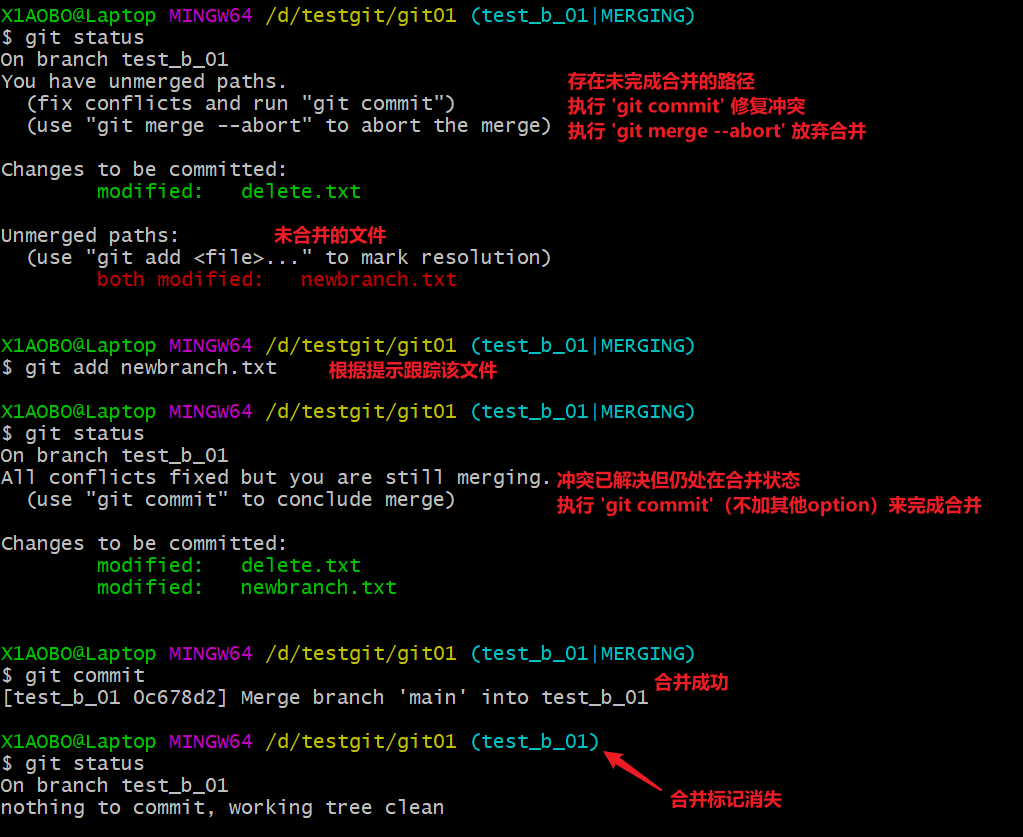 X1AOBO@Laptop MINGW64 /d/testgit/git01 (test_b_01|MERGING)
$ git status
On branch test_b_01
You have unmerged paths. 存在未完成合并的路径
(fix conflicts and run "git commit") 执行 'git commit' 修复冲突
(use "git merge --abort" to abort the merge) 执行 'git merge --abort' 放弃合并
Changes to be committed:
modified: delete.txt
Unmerged paths: 未合并的文件
(use "git add <file>..." to mark resolution)
both modified: newbranch.txt
X1AOBO@Laptop MINGW64 /d/testgit/git01 (test_b_01|MERGING)
$ git add newbranch.txt 根据提示跟踪该文件
X1AOBO@Laptop MINGW64 /d/testgit/git01 (test_b_01|MERGING)
$ git status
On branch test_b_01
All conflicts fixed but you are still merging. 冲突已解决但仍处在合并状态
(use "git commit" to conclude merge) 执行 'git commit'（不加其他option）来完成合并
Changes to be committed:
modified: delete.txt
modified: newbranch.txt
X1AOBO@Laptop MINGW64 /d/testgit/git01 (test_b_01|MERGING)
$ git commit
合并成功
[test_b_01 0c678d2] Merge branch 'main' into test_b_01
X1AOBO@Laptop MINGW64 /d/testgit/git01 (test_b_01)
$ git status
On branch test_b_01
合并标记消失
nothing to commit, working tree clean